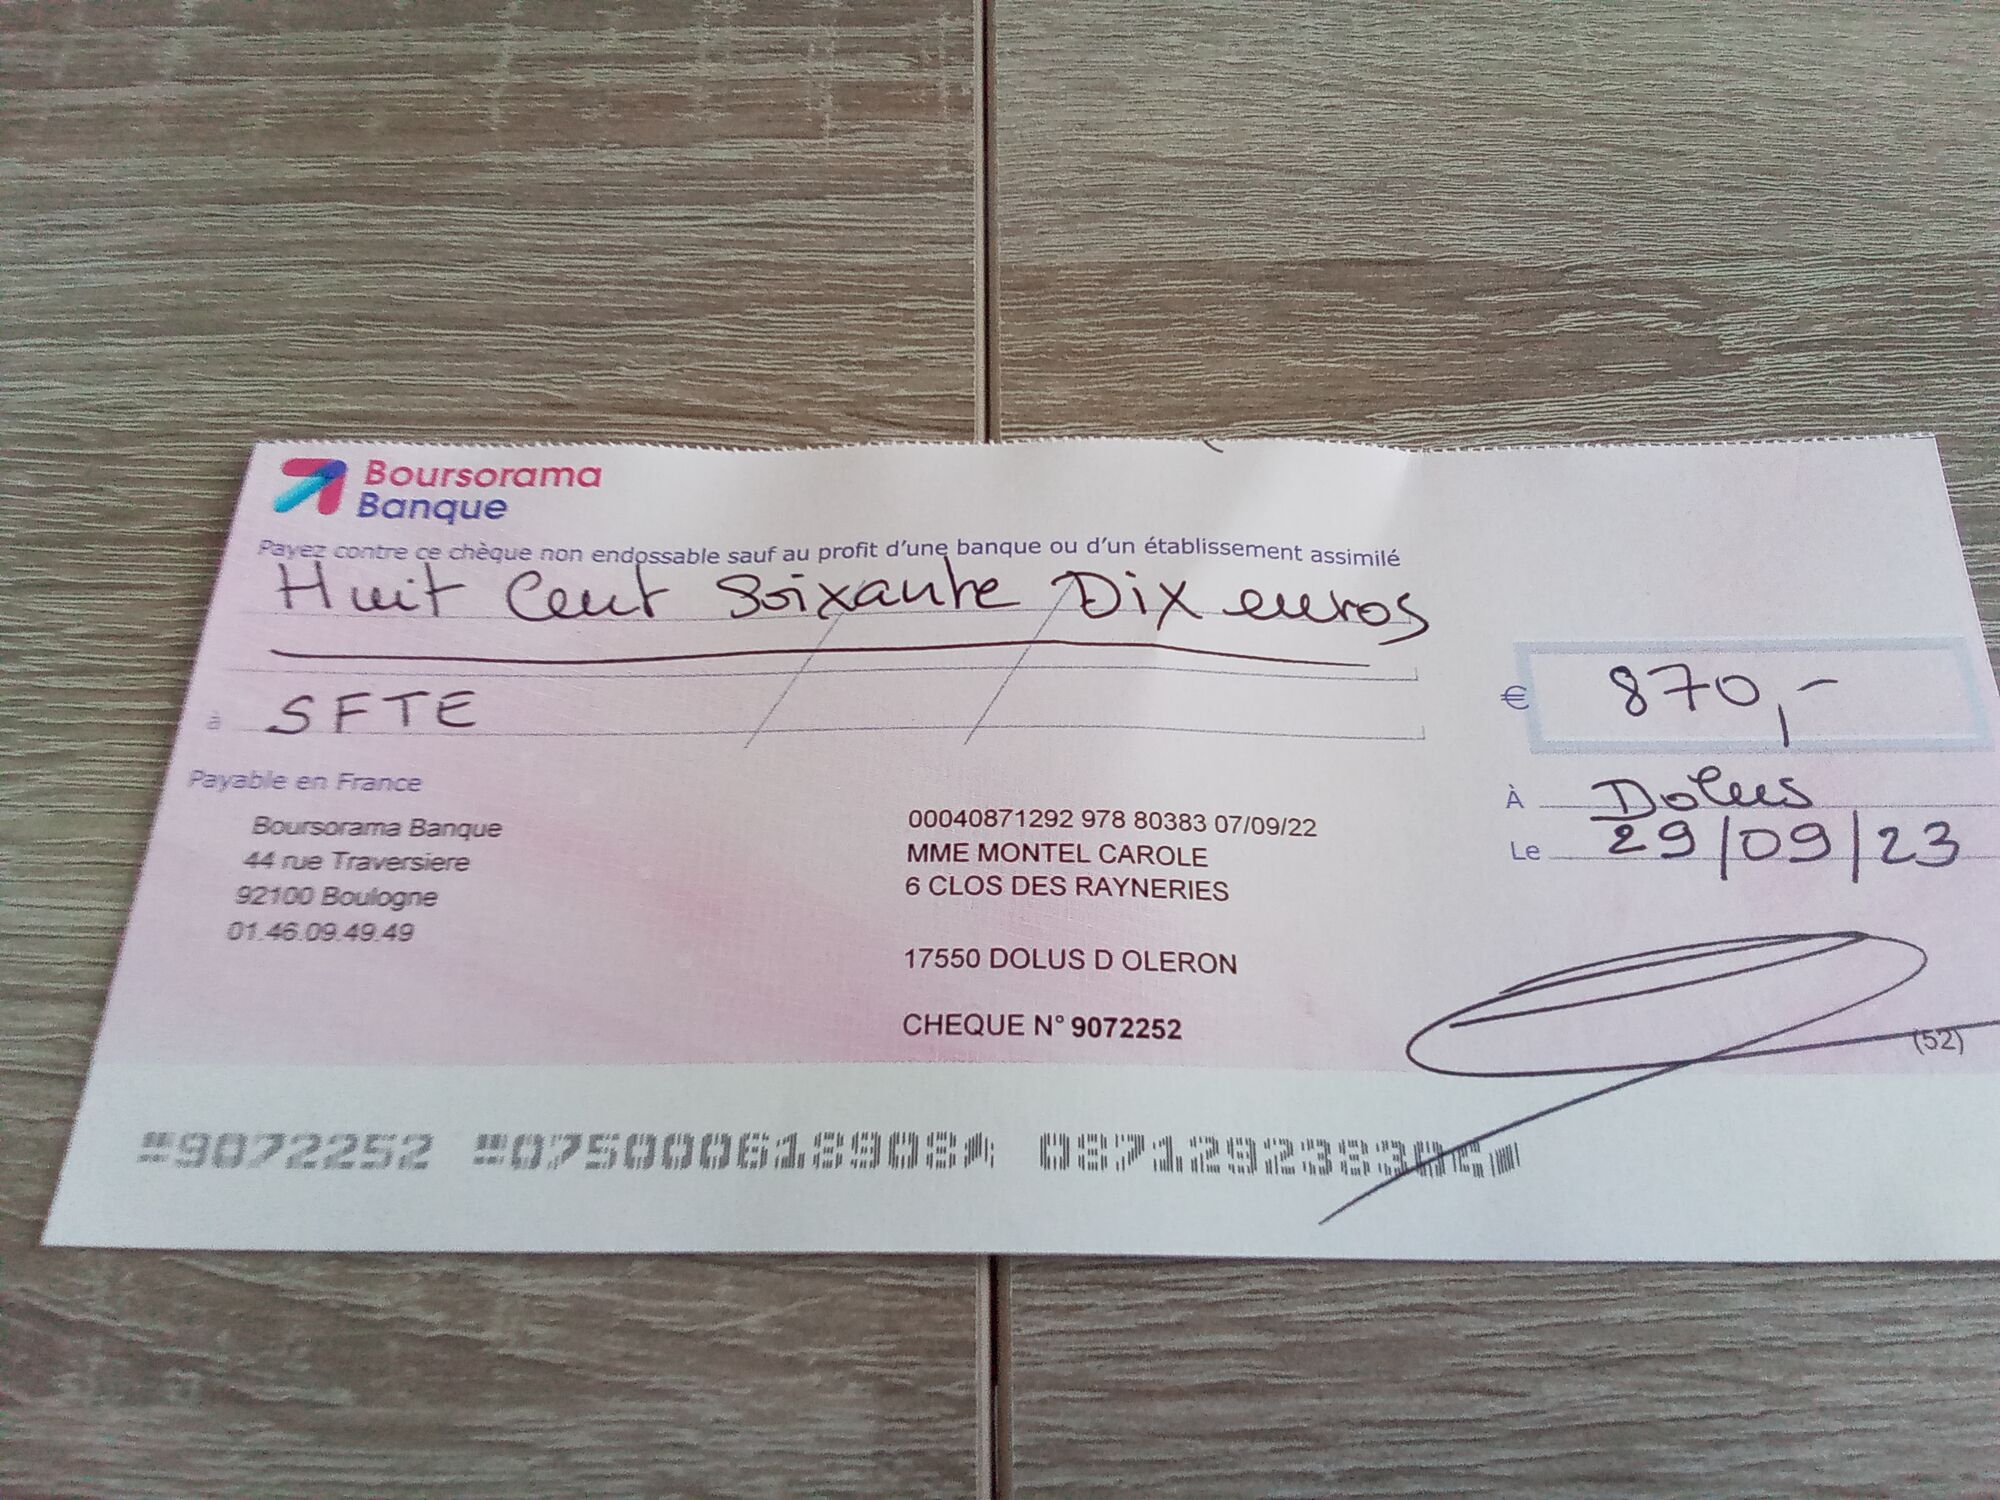 Boursorama
Banque
Payez contre ce chèque non endossable sauf au profit d'une banque ou d'un établissement assimilé
Huit Cent Soixante Dix euros
€ 870,-
à SFTE
Payable en France
Boursorama Banque
44 rue Traversiere
92100 Boulogne
01.46.09.49.49
00040871292 978 80383 07/09/22
MME MONTEL CAROLE
6 CLOS DES RAYNERIES
17550 DOLUS D OLERON
CHEQUE N° 9072252
À Dolus
Le 29/09/23
(52)
9072252 075000618908